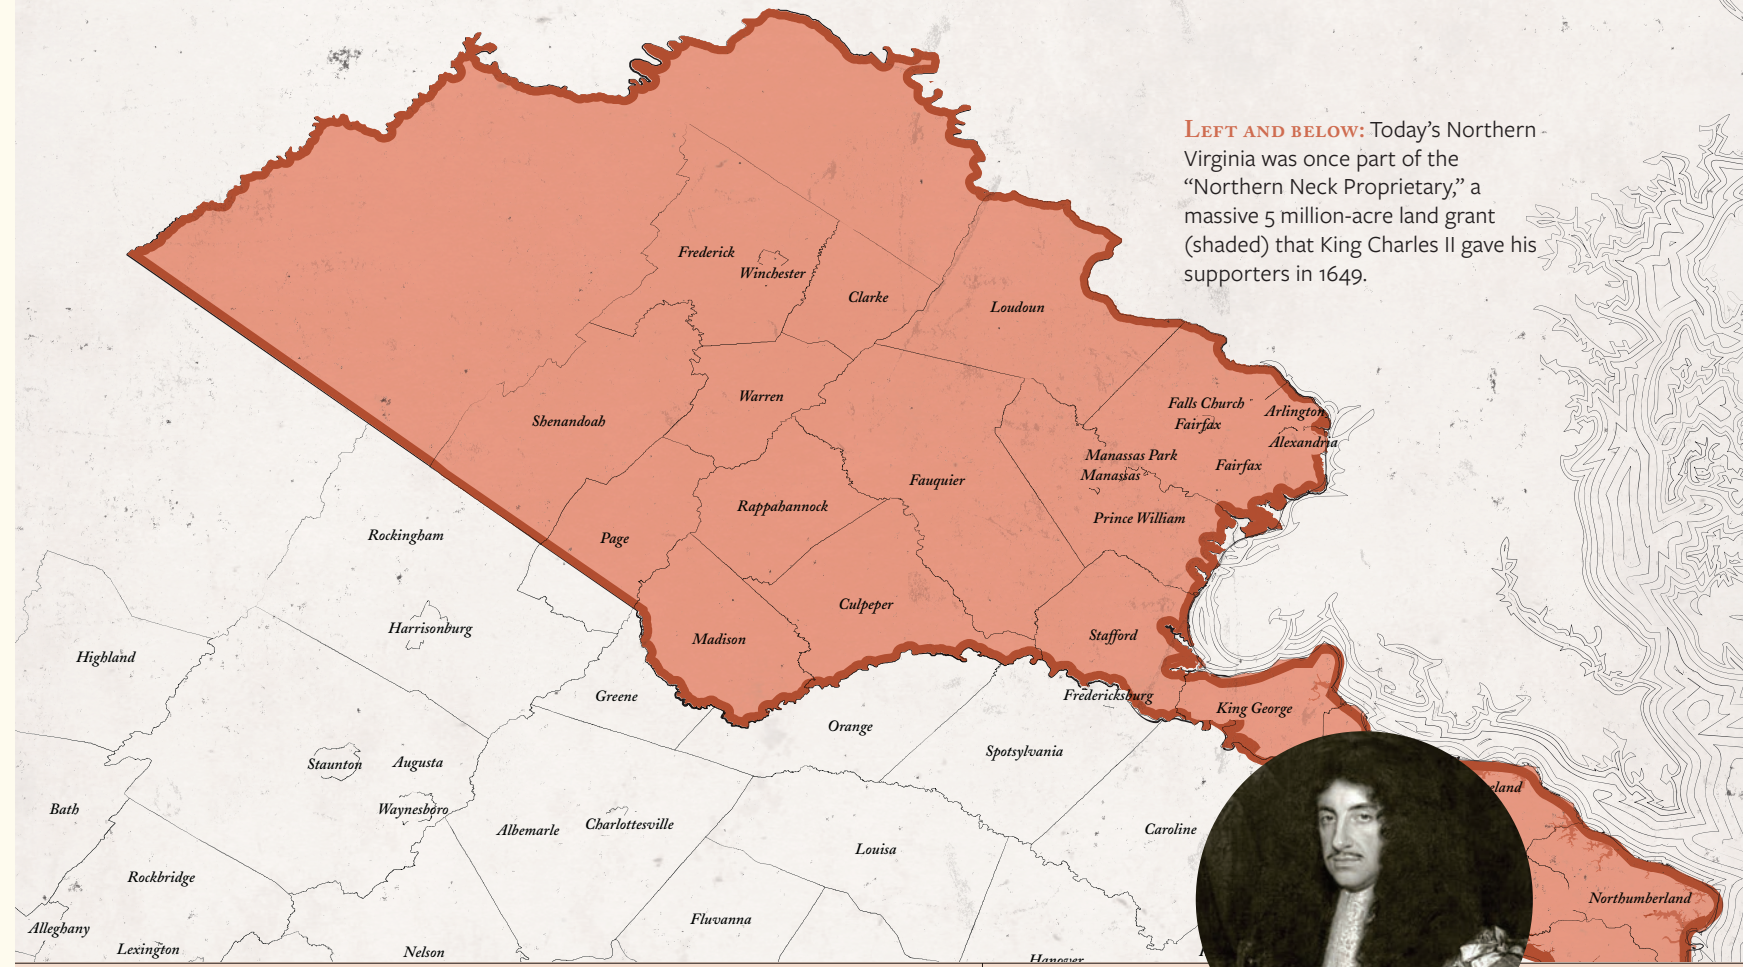 LEFT AND BELOW: Today’s Northern
Virginia was once part of the
“Northern Neck Proprietary,” a
massive 5 million-acre land grant
(shaded) that King Charles II gave his
supporters in 1649.
Frederick
Winchester
Clarke
Loudoun
Warren
Shenandoah
Falls Church
Arlington
Fairfax
Alexandria
Manassas Park
Fairfax
Manassas
Fauquier
Rappahannock
Prince William
Rockingham
Page
Culpeper
Harrisonburg
Madison
Stafford
Highland
Greene
Fredericksburg
King George
Orange
Spotsylvania
Staunton
Augusta
eland
Bath
Waynesboro
Albemarle
Charlottesville
Caroline
Louisa
Rockbridge
Northumberland
Fluvanna
Alleghany
Lexington
Nelson
Hanover